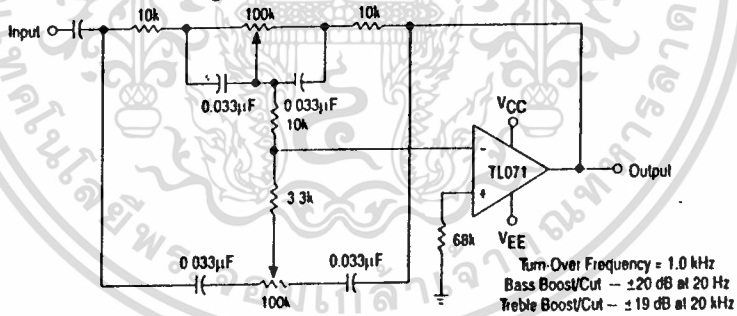 10k
100k
10k
Input
0.033µF
0 033µF
10k
VCC
TL071
Output
3 3k
68k
VEE
0 033µF
0.033µF
100k
Turn-Over Frequency = 1.0 kHz
Bass Boost/Cut — ±20 dB at 20 Hz
Treble Boost/Cut — ±19 dB at 20 kHz